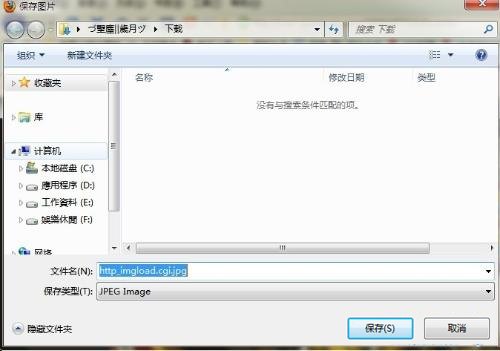 保存图片
づ聖塵||歲月ヅ 下载
搜索 下载
组织 新建文件夹
收藏夹
库
计算机
本地磁盘 (C:)
應用程序 (D:)
工作資料 (E:)
娛樂休閒 (F:)
网络
名称 修改日期 类型
没有与搜索条件匹配的项。
文件名(N): http_imgload.cgi.jpg
保存类型(T): JPEG Image
隐藏文件夹 保存(S) 取消